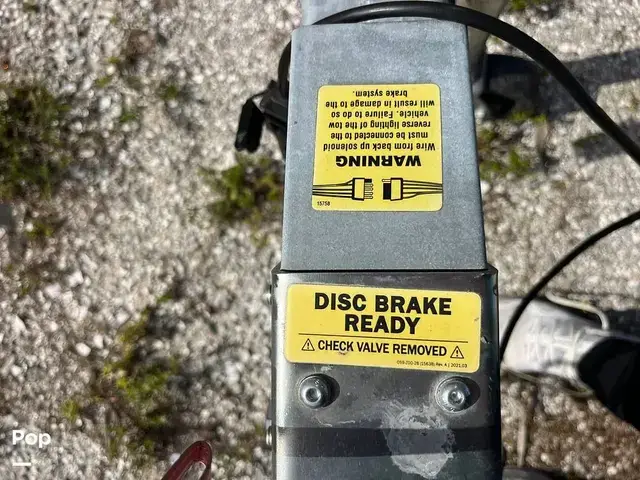 WARNING
Wire from back up solenoid
must be connected to the
reverse lighting of the tow
vehicle. Failure to do so
will result in damage to the
brake system.
15758
DISC BRAKE
READY
CHECK VALVE REMOVED
Pop